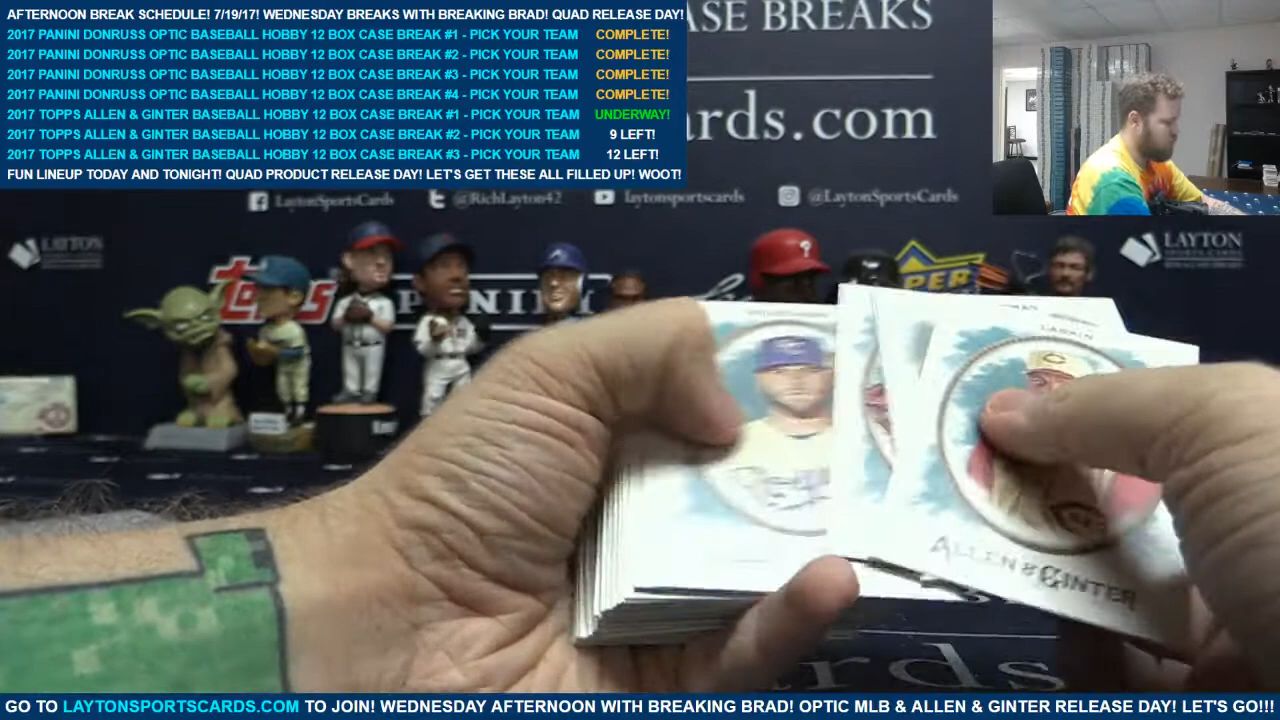 AFTERNOON BREAK SCHEDULE! 7/19/17! WEDNESDAY BREAKS WITH BREAKING BRAD! QUAD RELEASE DAY!
2017 PANINI DONRUSS OPTIC BASEBALL HOBBY 12 BOX CASE BREAK #1 - PICK YOUR TEAM COMPLETE!
2017 PANINI DONRUSS OPTIC BASEBALL HOBBY 12 BOX CASE BREAK #2 - PICK YOUR TEAM COMPLETE!
2017 PANINI DONRUSS OPTIC BASEBALL HOBBY 12 BOX CASE BREAK #3 - PICK YOUR TEAM COMPLETE!
2017 PANINI DONRUSS OPTIC BASEBALL HOBBY 12 BOX CASE BREAK #4 - PICK YOUR TEAM COMPLETE!
2017 TOPPS ALLEN & GINTER BASEBALL HOBBY 12 BOX CASE BREAK #1 - PICK YOUR TEAM UNDERWAY!
2017 TOPPS ALLEN & GINTER BASEBALL HOBBY 12 BOX CASE BREAK #2 - PICK YOUR TEAM 9 LEFT!
2017 TOPPS ALLEN & GINTER BASEBALL HOBBY 12 BOX CASE BREAK #3 - PICK YOUR TEAM 12 LEFT!
FUN LINEUP TODAY AND TONIGHT! QUAD PRODUCT RELEASE DAY! LET'S GET THESE ALL FILLED UP! WOOT!
ASE BREAKS
rds.com
LaytonSportsCards @RichLayton42 laytonsportscards @LaytonSportsCards
LAYTON
LAYTON
topps PANINI UPPER
LARKIN
ALLEN & GINTER
rds
GO TO LAYTONSPORTSCARDS.COM TO JOIN! WEDNESDAY AFTERNOON WITH BREAKING BRAD! OPTIC MLB & ALLEN & GINTER RELEASE DAY! LET'S GO!!!